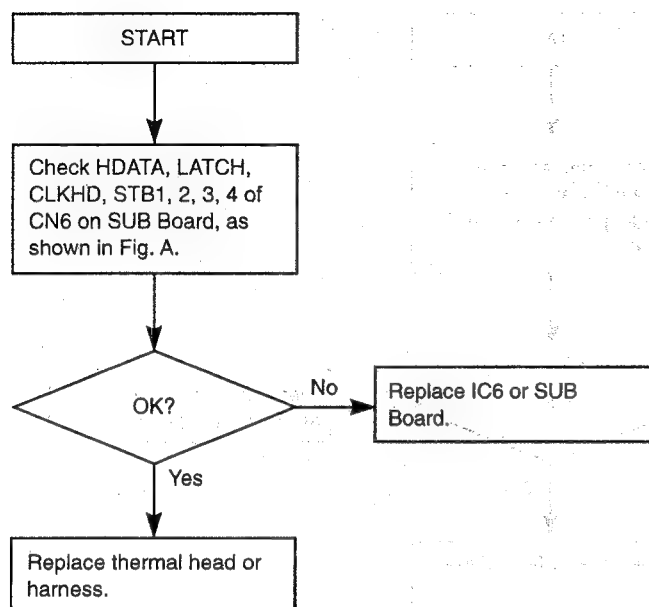 START
Check HDATA, LATCH,
CLKHD, STB1, 2, 3, 4 of
CN6 on SUB Board, as
shown in Fig. A.
OK?
No
Replace IC6 or SUB
Board.
Yes
Replace thermal head or
harness.